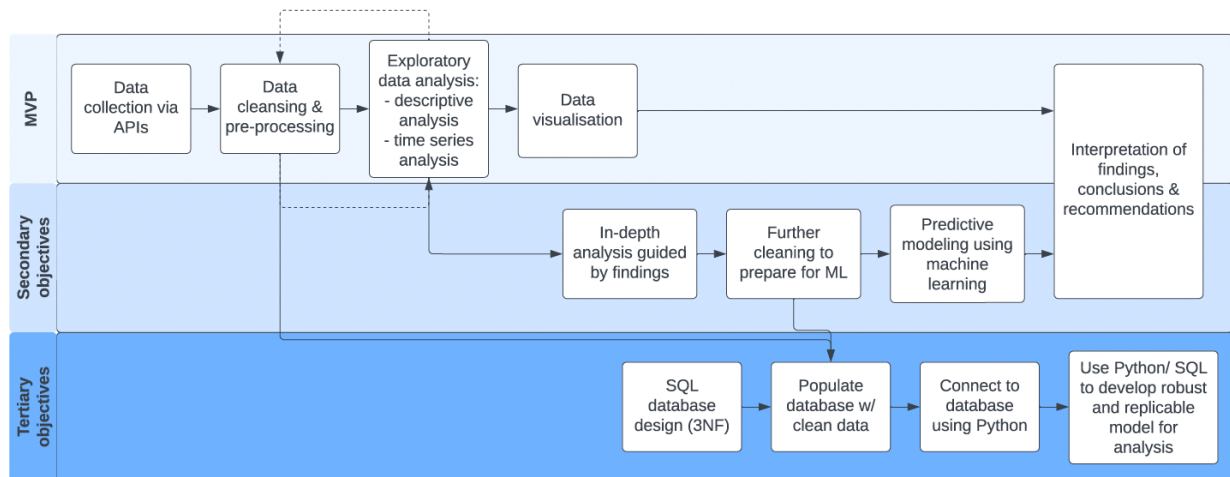 MVP
Data
collection via
APIs
Data
cleansing &
pre-processing
Exploratory
data analysis:
- descriptive
analysis
- time series
analysis
Data
visualisation
Interpretation of
findings,
conclusions &
recommendations
Secondary
objectives
In-depth
analysis guided
by findings
Further
cleaning to
prepare for ML
Predictive
modeling using
machine
learning
Tertiary
objectives
SQL
database
design (3NF)
Populate
database w/
clean data
Connect to
database
using Python
Use Python/ SQL
to develop robust
and replicable
model for
analysis